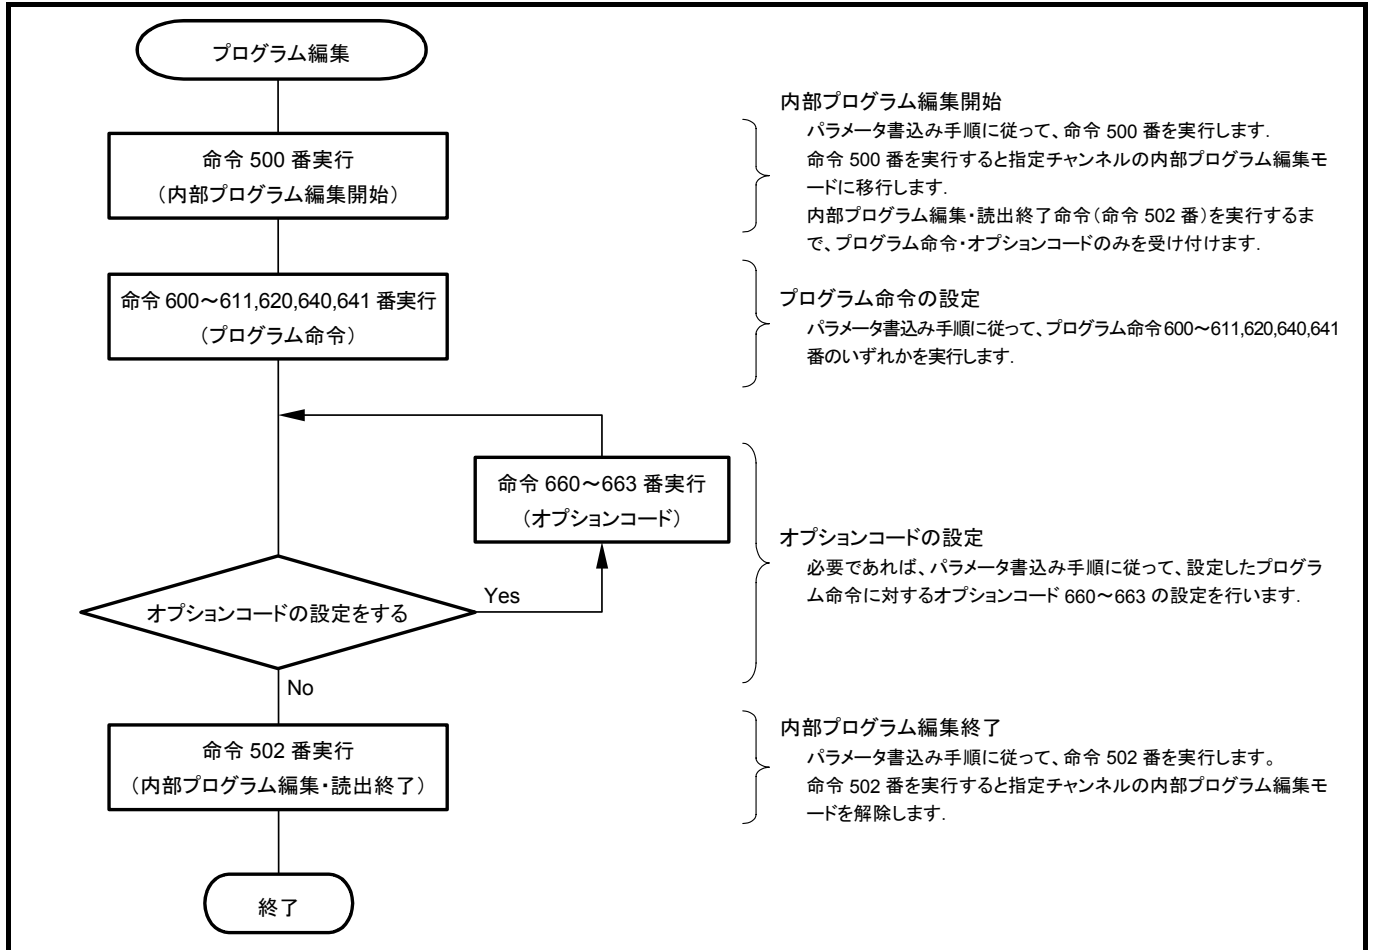 プログラム編集
命令 500 番実行
（内部プログラム編集開始）
内部プログラム編集開始
パラメータ書込み手順に従って、命令 500 番を実行します.
命令 500 番を実行すると指定チャンネルの内部プログラム編集モ
ードに移行します.
内部プログラム編集・読出終了命令（命令 502 番）を実行するま
で、プログラム命令・オプションコードのみを受け付けます.
命令 600～611,620,640,641 番実行
（プログラム命令）
プログラム命令の設定
パラメータ書込み手順に従って、プログラム命令600～611,620,640,641
番のいずれかを実行します.
命令 660～663 番実行
（オプションコード）
オプションコードの設定をする
Yes
No
オプションコードの設定
必要であれば、パラメータ書込み手順に従って、設定したプログラ
ム命令に対するオプションコード 660～663 の設定を行います.
命令 502 番実行
（内部プログラム編集・読出終了）
内部プログラム編集終了
パラメータ書込み手順に従って、命令 502 番を実行します。
命令 502 番を実行すると指定チャンネルの内部プログラム編集モ
ードを解除します.
終了